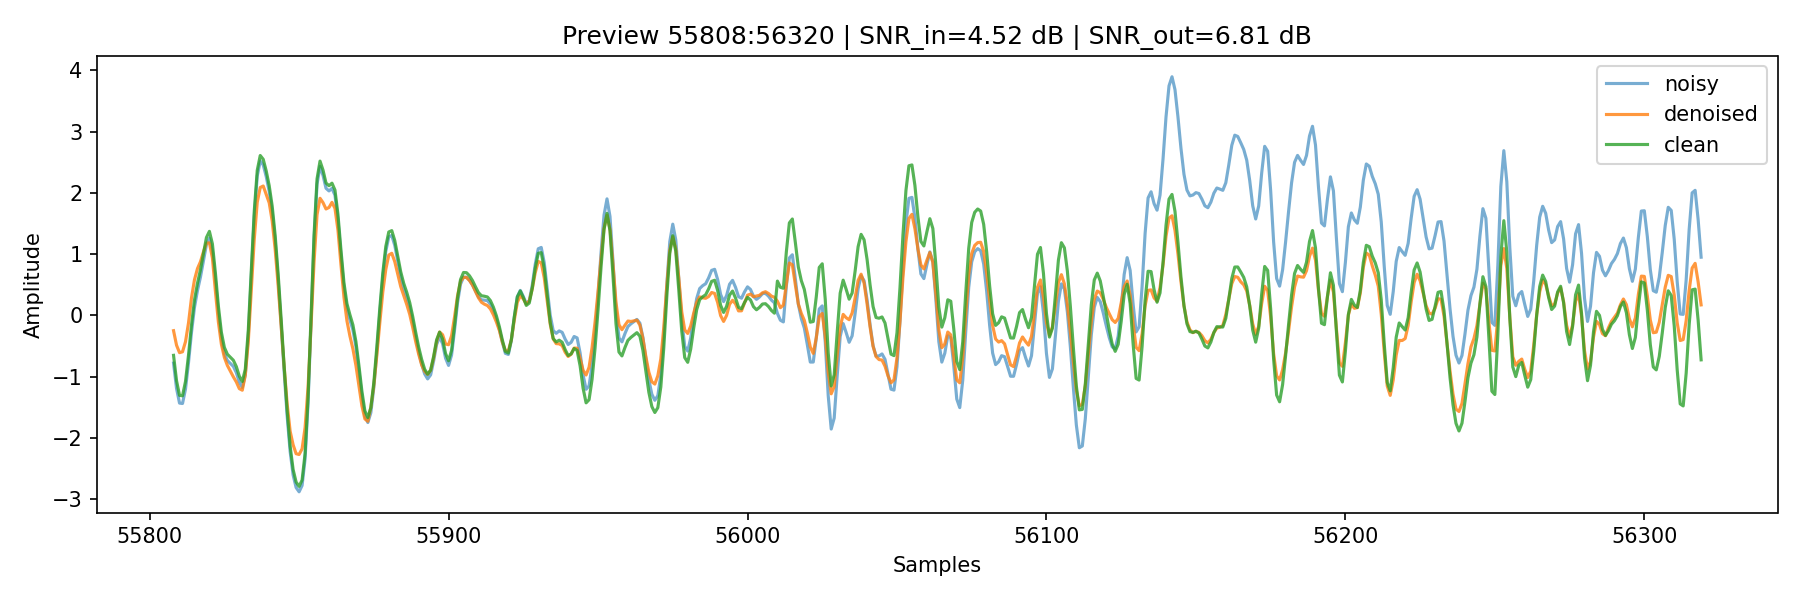 Preview 55808:56320 | SNR_in=4.52 dB | SNR_out=6.81 dB
noisy
denoised
clean
Amplitude
4
3
2
1
0
−1
−2
−3
55800 55900 56000 56100 56200 56300
Samples